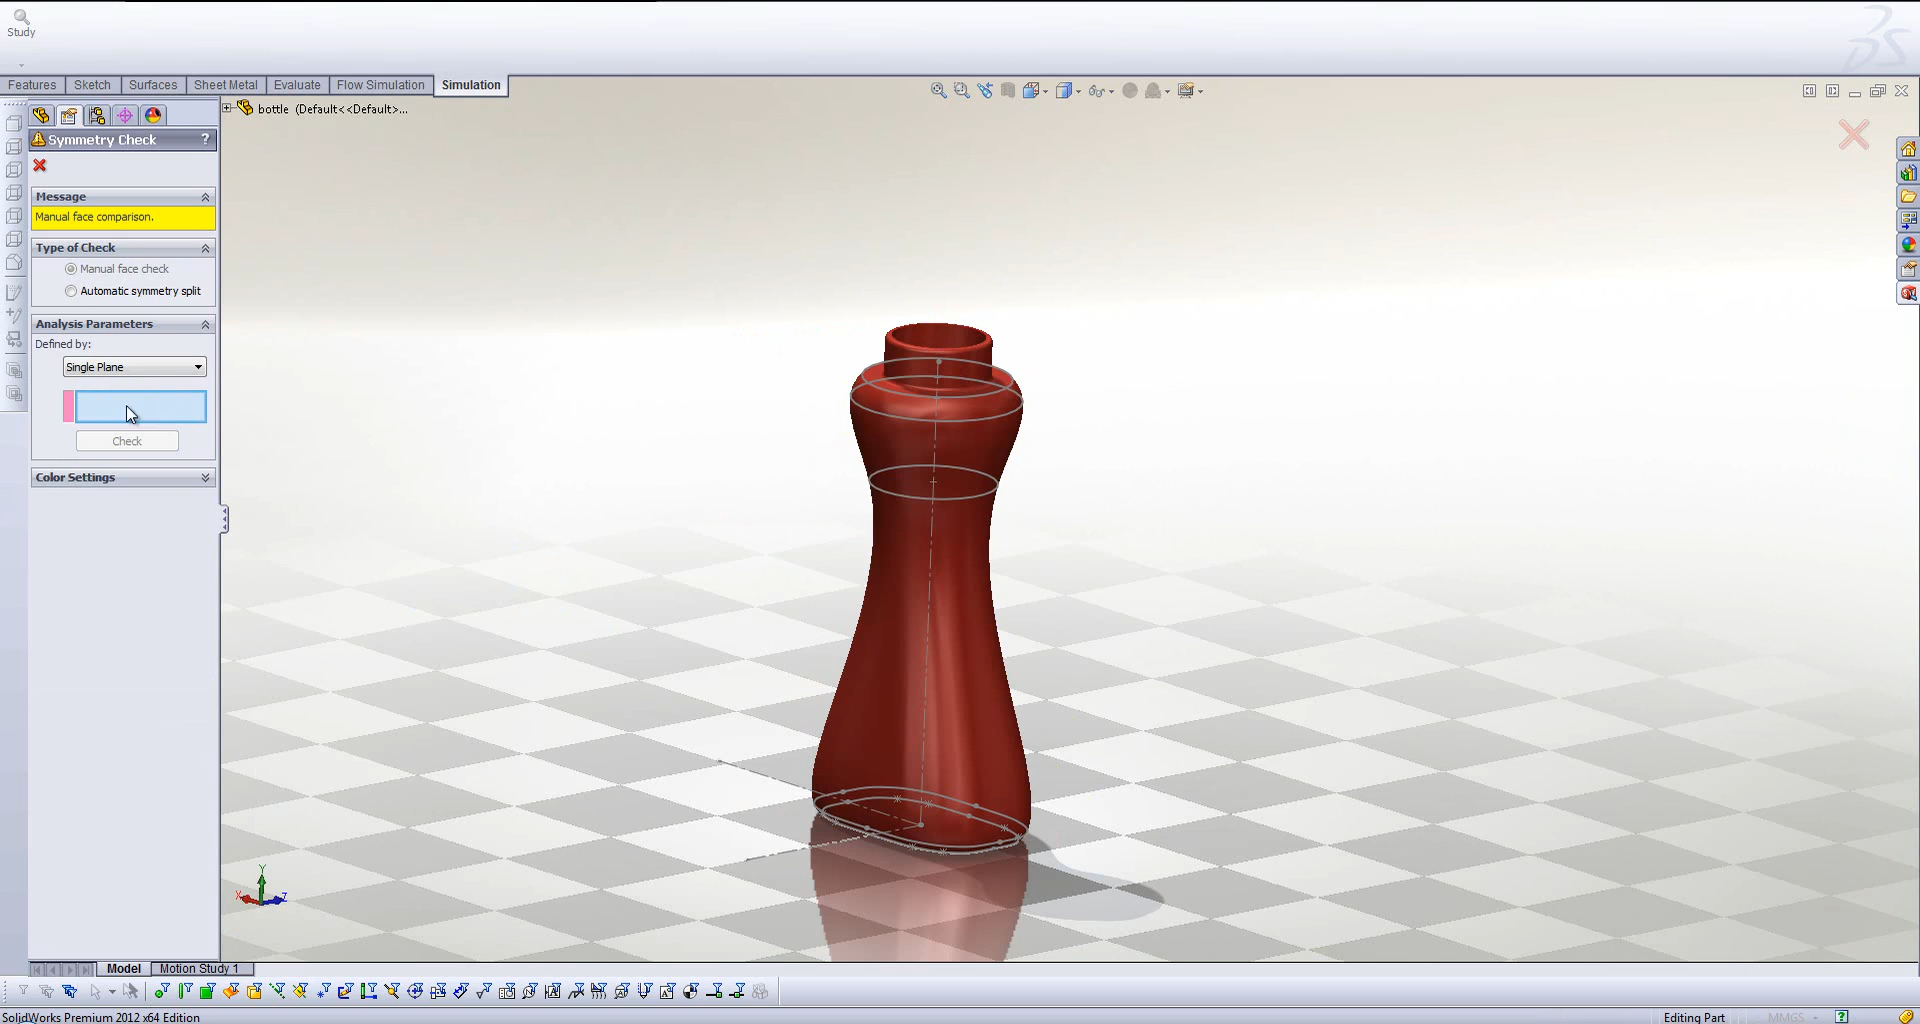 Study
Features
Sketch
Surfaces
Sheet Metal
Evaluate
Flow Simulation
Simulation
bottle (Default<<Default>...
Symmetry Check
?
Message
Manual face comparison.
Type of Check
Manual face check
Automatic symmetry split
Analysis Parameters
Defined by:
Single Plane
Check
Color Settings
Y
X
Z
Model
Motion Study 1
SolidWorks Premium 2012 x64 Edition
Editing Part
MMGS
?